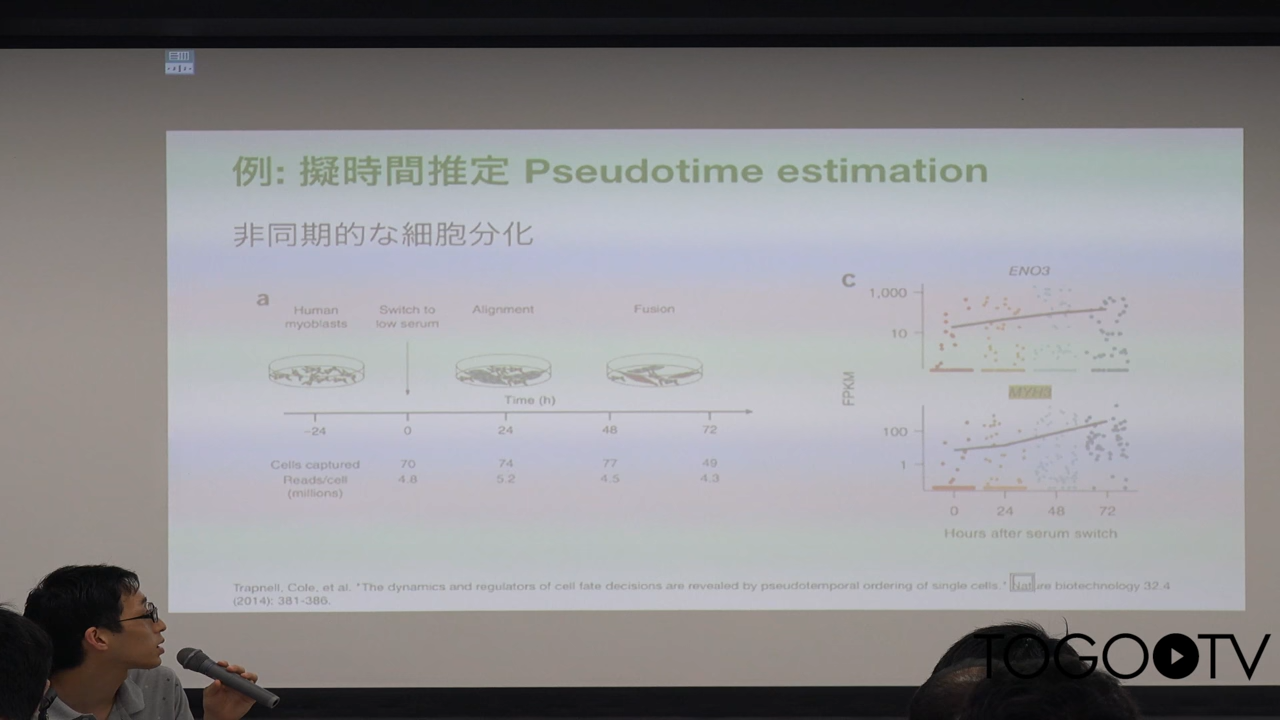 例: 擬時間推定 Pseudotime estimation
非同期的な細胞分化
a
Human myoblasts
Switch to low serum
Alignment
Fusion
Time (h)
-24 0 24 48 72
Cells captured 70 74 77 49
Reads/cell (millions) 4.8 5.2 4.5 4.3
c
ENO3
1,000
10
FPKM
MYH3
100
1
0 24 48 72
Hours after serum switch
Trapnell, Cole, et al. "The dynamics and regulators of cell fate decisions are revealed by pseudotemporal ordering of single cells." Nature biotechnology 32.4
(2014): 381-386.
TOGOTV